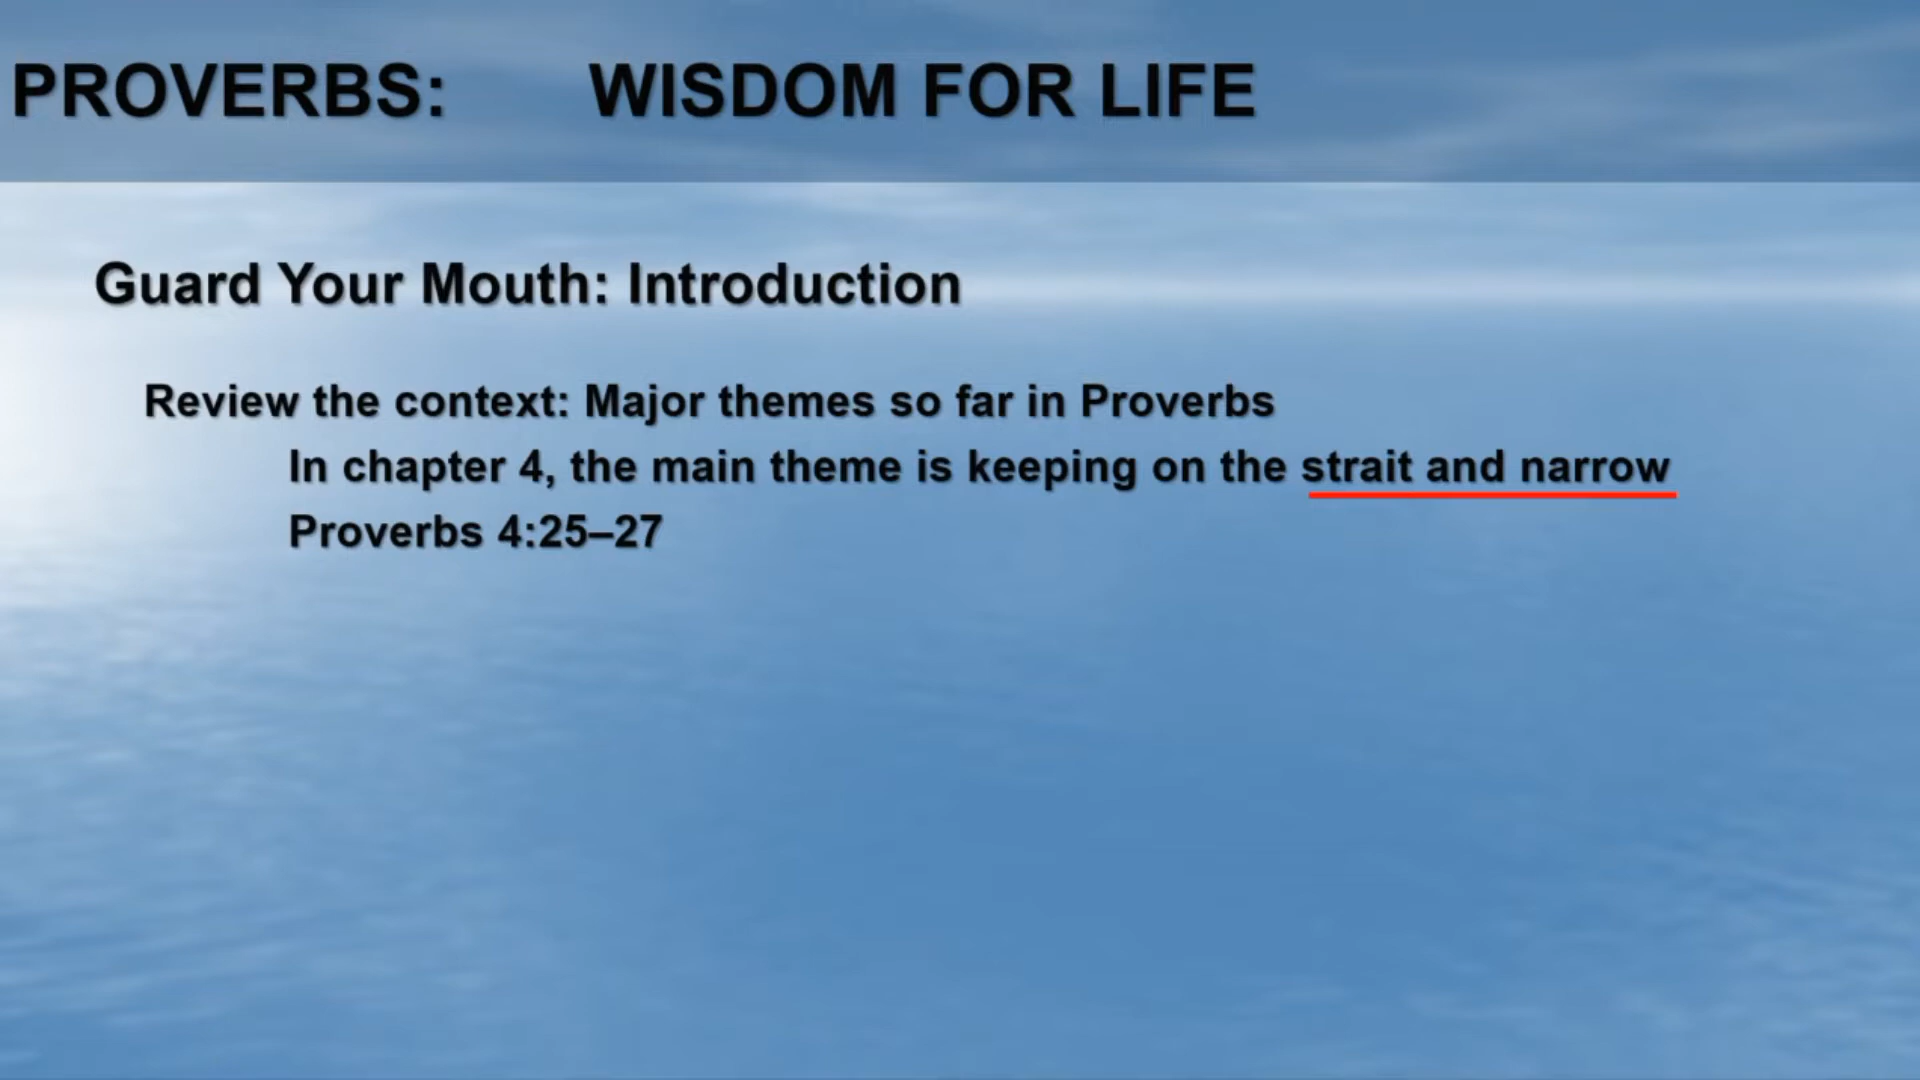 PROVERBS: WISDOM FOR LIFE
Guard Your Mouth: Introduction
Review the context: Major themes so far in Proverbs
In chapter 4, the main theme is keeping on the strait and narrow
Proverbs 4:25–27